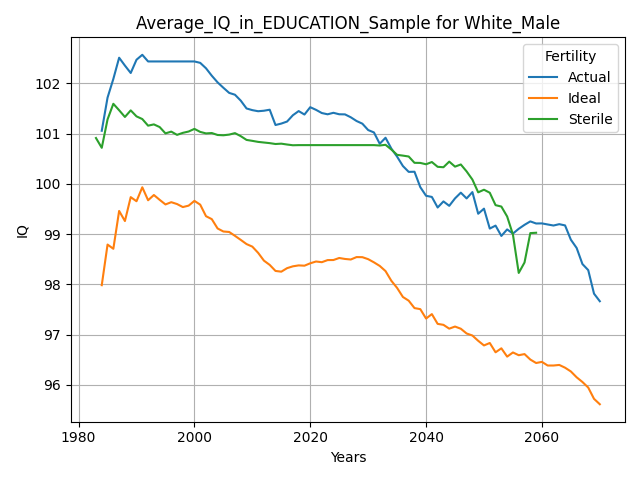 Average_IQ_in_EDUCATION_Sample for White_Male
Fertility
Actual
Ideal
Sterile
IQ
102
101
100
99
98
97
96
1980
2000
2020
2040
2060
Years